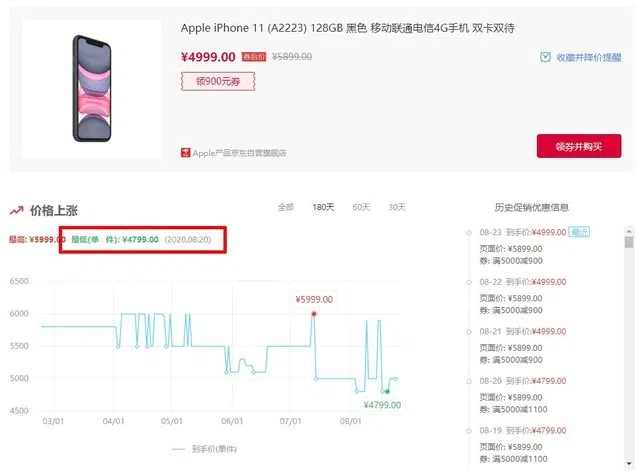 Apple iPhone 11 (A2223) 128GB 黑色 移动联通电信4G手机 双卡双待
¥4999.00 券后价 ¥5899.00
收藏并降价提醒
领900元券
Apple产品京东自营旗舰店
领券并购买
价格上涨
全部 180天 60天 30天
最高: ¥5999.00 最低(单 件): ¥4799.00 (2020.08.20)
6500
6000
5500
5000
4500
¥5999.00
¥4799.00
03/01 04/01 05/01 06/01 07/01 08/01
到手价(单件)
历史促销优惠信息
08-23 到手价:¥4999.00 最近
页面价: ¥5899.00
券: 满5000减900
08-22 到手价:¥4999.00
页面价: ¥5899.00
券: 满5000减900
08-21 到手价:¥4999.00
页面价: ¥5899.00
券: 满5000减900
08-20 到手价:¥4799.00
页面价: ¥5899.00
券: 满5000减1100
08-19 到手价:¥4799.00
页面价: ¥5899.00
券: 满5000减1100